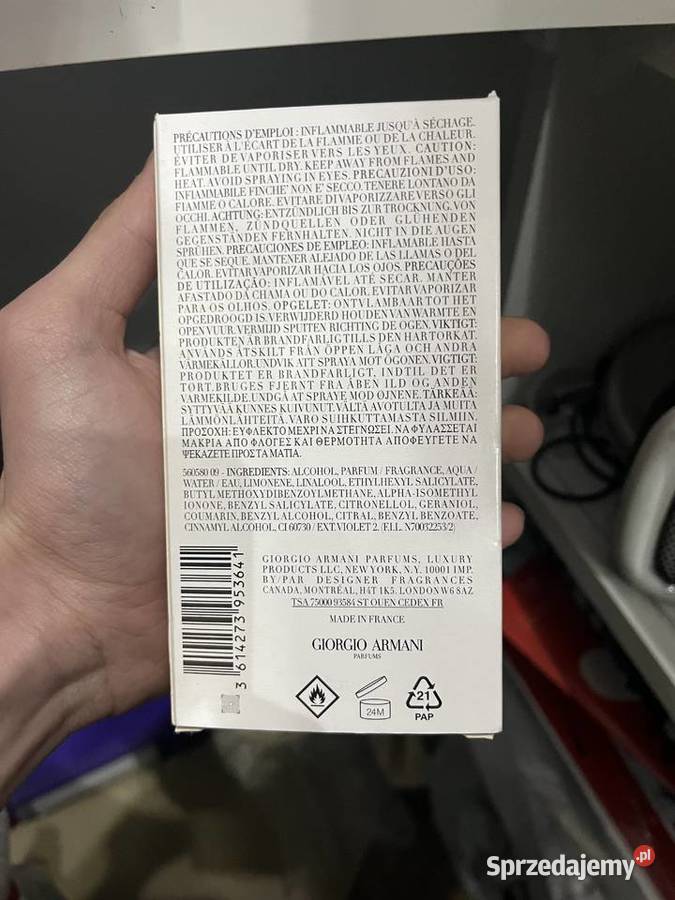 PRÉCAUTIONS D'EMPLOI : INFLAMMABLE JUSQU'À SÉCHAGE.
UTILISER À L'ÉCART DE LA FLAMME OU DE LA CHALEUR.
ÉVITER DE VAPORISER VERS LES YEUX. CAUTION:
FLAMMABLE UNTIL DRY. KEEP AWAY FROM FLAMES AND
HEAT. AVOID SPRAYING IN EYES. PRECAUZIONI D'USO:
INFIAMMABILE FINCHE' NON E' SECCO. TENERE LONTANO DA
FIAMME O CALORE. EVITARE DI VAPORIZZARE VERSO GLI
OCCHI. ACHTUNG: ENTZÜNDLICH BIS ZUR TROCKNUNG. VON
FLAMMEN, ZÜNDQUELLEN ODER GLÜHENDEN
GEGENSTÄNDEN FERNHALTEN. NICHT IN DIE AUGEN
SPRÜHEN. PRECAUCIONES DE EMPLEO: INFLAMABLE HASTA
QUE SE SEQUE. MANTENER ALEJADO DE LAS LLAMAS O DEL
CALOR. EVITAR VAPORIZAR HACIA LOS OJOS. PRECAUÇÕES
DE UTILIZAÇÃO: INFLAMÁVEL ATÉ SECAR. MANTER
AFASTADO DA CHAMA OU DO CALOR. EVITAR VAPORIZAR
PARA OS OLHOS. OPGELET: ONTVLAMBAAR TOT HET
OPGEDROOGD IS. VERWIJDERD HOUDEN VAN WARMTE EN
OPEN VUUR. VERMIJD SPUITEN RICHTING DE OGEN. VIKTIGT:
PRODUKTEN ÄR BRANDFARLIG TILLS DEN HAR TORKAT.
ANVÄNDS ÅTSKILT FRÅN ÖPPEN LÅGA OCH ANDRA
VÄRMEKÄLLOR. UNDVIK ATT SPRAYA MOT ÖGONEN. VIGTIGT:
PRODUKTET ER BRANDFARLIGT, INDTIL DET ER
TØRT. BRUGES FJERNT FRA ÅBEN ILD OG ANDEN
VARMEKILDE. UNDGÅ AT SPRAYE MOD ØJNENE. TÄRKEÄÄ:
SYTTYVÄÄ KUNNES KUIVUNUT. VÄLTÄ AVOTULTA JA MUITA
LÄMMÖNLÄHTEITÄ. VARO SUIHKUTTAMASTA SILMIIN.
ΠΡΟΣΟΧΗ: ΕΥΦΛΕΚΤΟ ΜΕΧΡΙ ΝΑ ΣΤΕΓΝΩΣΕΙ. ΝΑ ΦΥΛΑΣΣΕΤΑΙ
ΜΑΚΡΙΑ ΑΠΟ ΦΛΟΓΕΣ ΚΑΙ ΘΕΡΜΟΤΗΤΑ ΑΠΟΦΕΥΓΕΤΕ ΝΑ
ΨΕΚΑΖΕΤΕ ΠΡΟΣ ΤΑ ΜΑΤΙΑ.
560580 09 - INGREDIENTS: ALCOHOL, PARFUM / FRAGRANCE, AQUA /
WATER / EAU, LIMONENE, LINALOOL, ETHYLHEXYL SALICYLATE,
BUTYL METHOXYDIBENZOYLMETHANE, ALPHA-ISOMETHYL
IONONE, BENZYL SALICYLATE, CITRONELLOL, GERANIOL,
COUMARIN, BENZYL ALCOHOL, CITRAL, BENZYL BENZOATE,
CINNAMYL ALCOHOL, CI 60730 / EXT. VIOLET 2. (F.I.L. N70032253/2)
3 614273 953641
GIORGIO ARMANI PARFUMS, LUXURY
PRODUCTS LLC, NEW YORK, N.Y. 10001 IMP.
BY/PAR DESIGNER FRAGRANCES
CANADA, MONTRÉAL, H4T 1K5. LONDON W6 8AZ
TSA 75000 93584 ST OUEN CEDEX FR
MADE IN FRANCE
GIORGIO ARMANI
PARFUMS
24M
21
PAP
Sprzedajemy.pl